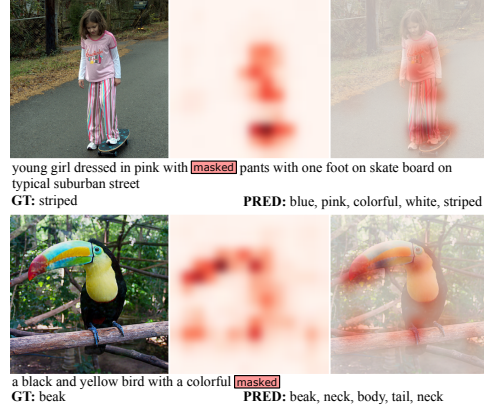 young girl dressed in pink with masked pants with one foot on skate board on
typical suburban street
GT: striped PRED: blue, pink, colorful, white, striped
a black and yellow bird with a colorful masked
GT: beak PRED: beak, neck, body, tail, neck